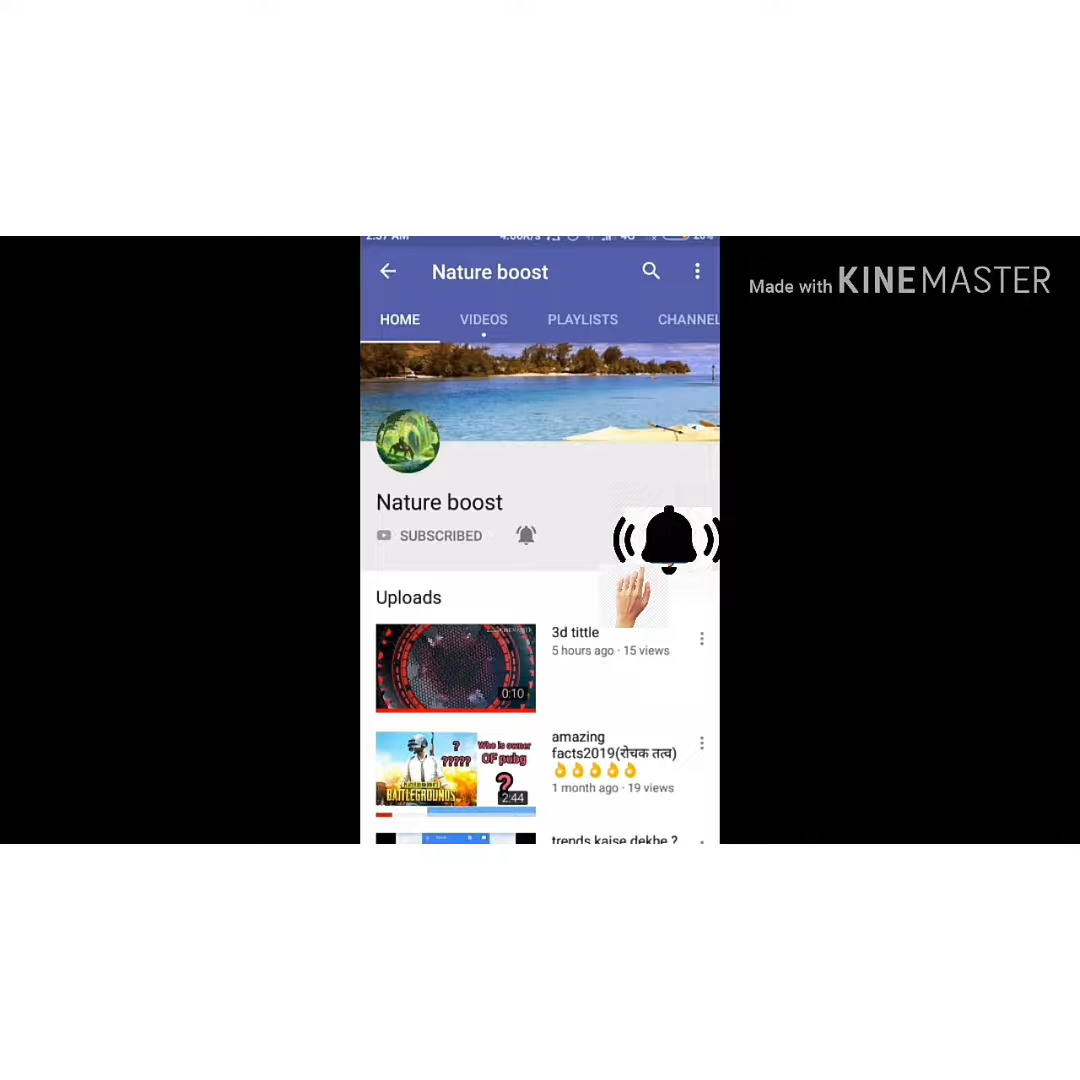 Nature boost
Made with KINEMASTER
HOME VIDEOS PLAYLISTS CHANNEL
Nature boost
SUBSCRIBED
Uploads
3d tittle
5 hours ago · 15 views
0:10
amazing
facts2019(रोचक तत्व)
👌👌👌👌👌
1 month ago · 19 views
?
?????
Who is owner
OF pubg
?
BATTLEGROUNDS
2:44
trends kaise dekhe ?